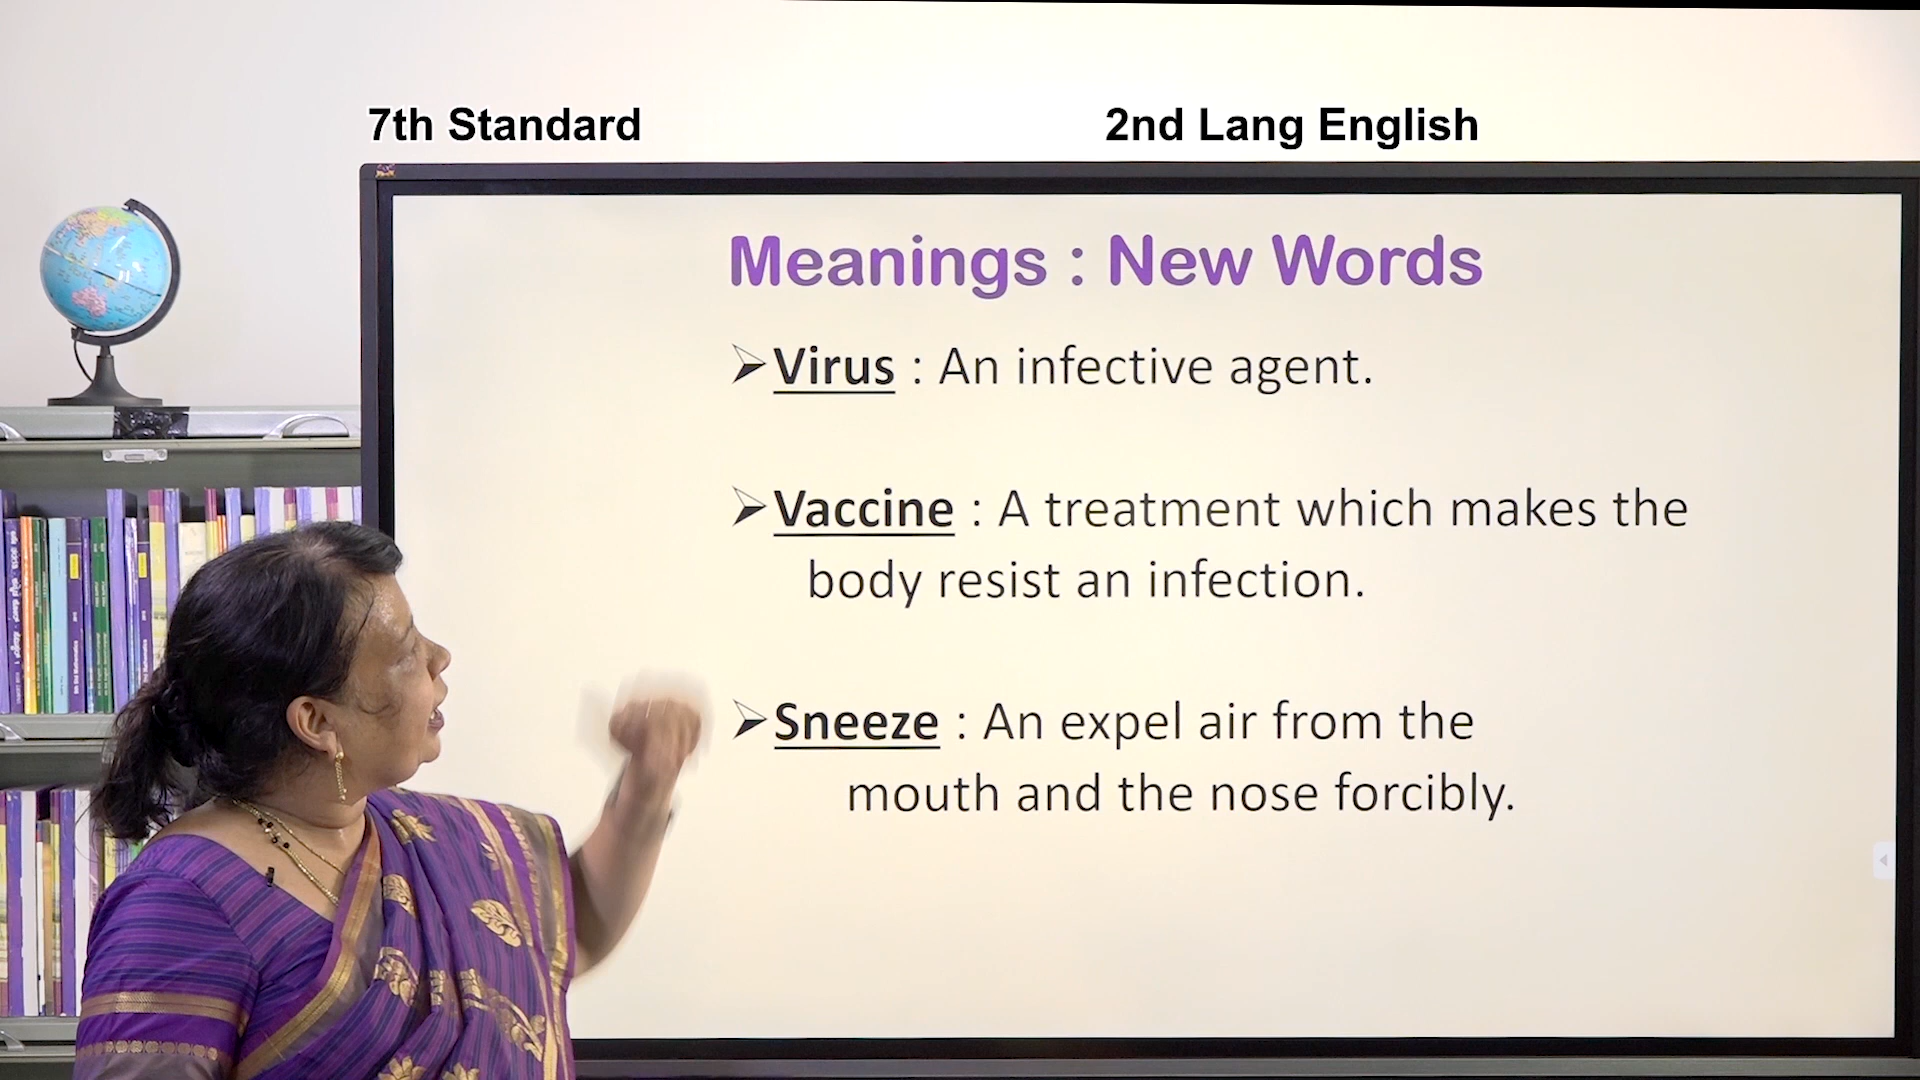 7th Standard
2nd Lang English
Meanings : New Words
➢Virus : An infective agent.
➢Vaccine : A treatment which makes the
body resist an infection.
➢Sneeze : An expel air from the
mouth and the nose forcibly.